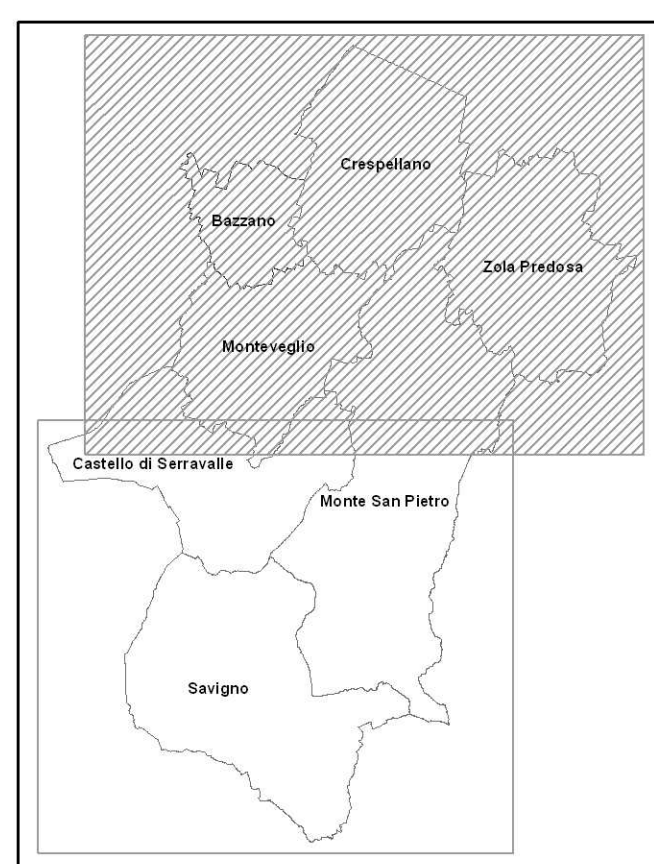 Crespellano
Bazzano
Zola Predosa
Monteveglio
Castello di Serravalle
Monte San Pietro
Savigno